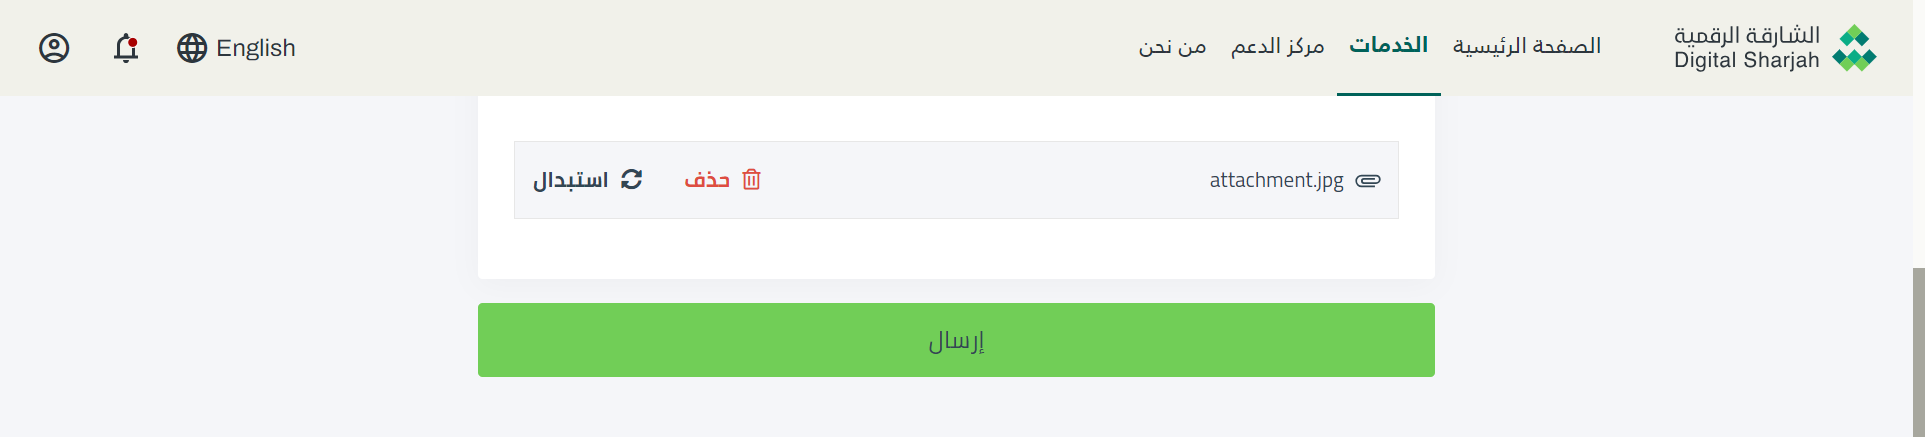 الشارقة الرقمية
Digital Sharjah
الصفحة الرئيسية
الخدمات
مركز الدعم
من نحن
English
attachment.jpg
حذف
استبدال
إرسال